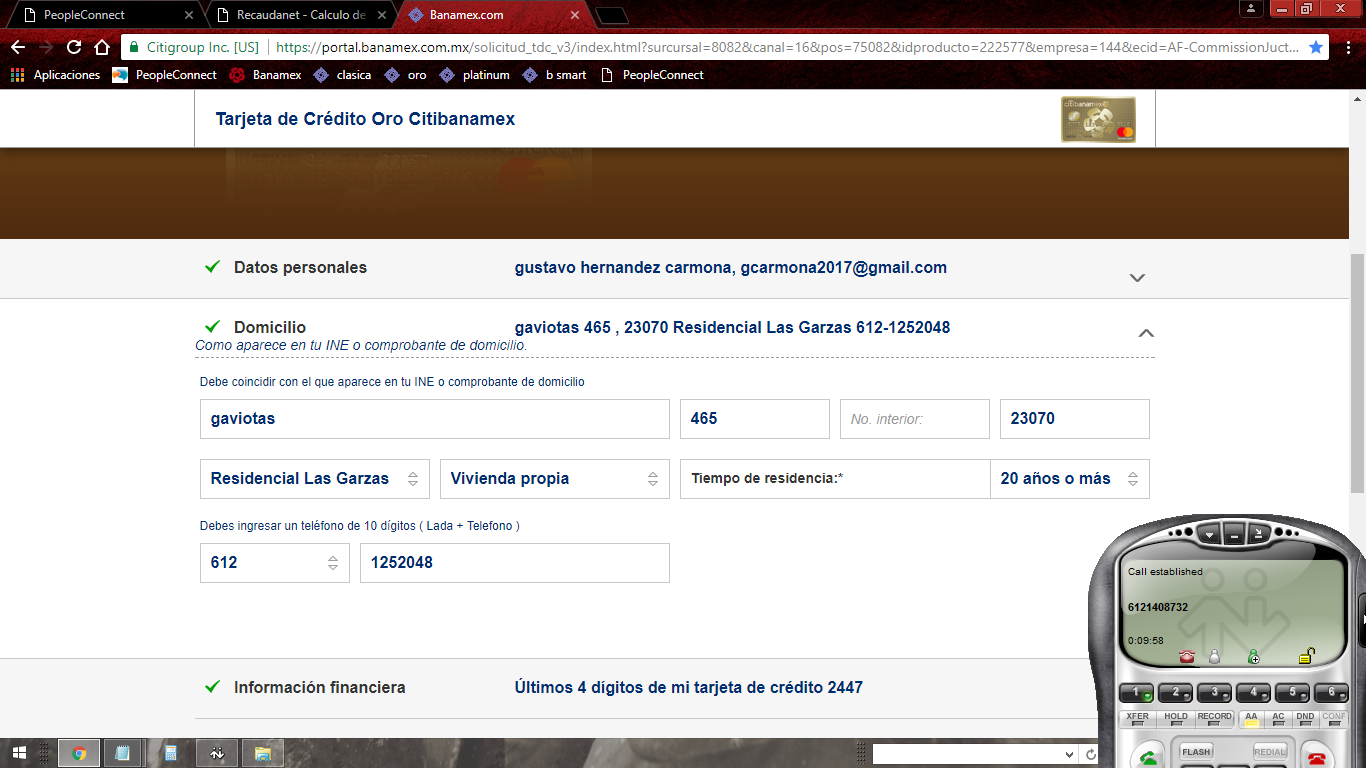 PeopleConnect
Recaudanet - Calculo de
Banamex.com
Citigroup Inc. [US] https://portal.banamex.com.mx/solicitud_tdc_v3/index.html?surcursal=8082&canal=16&pos=75082&idproducto=222577&empresa=144&ecid=AF-CommissionJuct...
Aplicaciones PeopleConnect Banamex clasica oro platinum b smart PeopleConnect
Tarjeta de Crédito Oro Citibanamex
citibanamex
Datos personales gustavo hernandez carmona, gcarmona2017@gmail.com
Domicilio gaviotas 465 , 23070 Residencial Las Garzas 612-1252048
Como aparece en tu INE o comprobante de domicilio.
Debe coincidir con el que aparece en tu INE o comprobante de domicilio
gaviotas 465 No. interior: 23070
Residencial Las Garzas Vivienda propia Tiempo de residencia:* 20 años o más
Debes ingresar un teléfono de 10 dígitos ( Lada + Telefono )
612 1252048
Call established
6121408732
0:09:58
Información financiera Últimos 4 dígitos de mi tarjeta de crédito 2447
1 2 3 4 5 6
XFER HOLD RECORD AA AC DND CONF
FLASH REDIAL